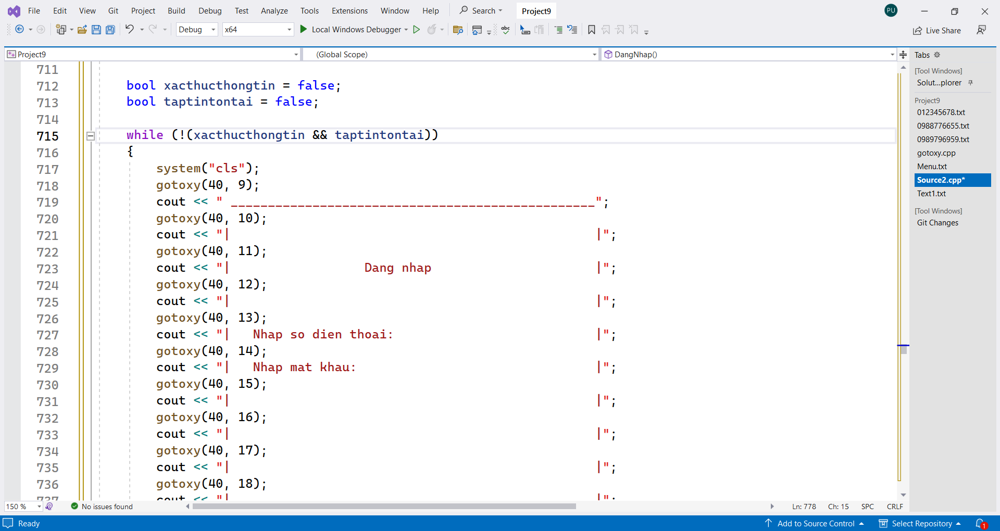 File Edit View Git Project Build Debug Test Analyze Tools Extensions Window Help Search Project9 PU
Debug x64 Local Windows Debugger abc Live Share
Project9 (Global Scope) DangNhap()
711
712 bool xacthucthongtin = false;
713 bool taptintontai = false;
714
715 while (!(xacthucthongtin && taptintontai))
716 {
717 system("cls");
718 gotoxy(40, 9);
719 cout << " _________________________________________________";
720 gotoxy(40, 10);
721 cout << "|                                                 |";
722 gotoxy(40, 11);
723 cout << "|                  Dang nhap                      |";
724 gotoxy(40, 12);
725 cout << "|                                                 |";
726 gotoxy(40, 13);
727 cout << "|   Nhap so dien thoai:                           |";
728 gotoxy(40, 14);
729 cout << "|   Nhap mat khau:                                |";
730 gotoxy(40, 15);
731 cout << "|                                                 |";
732 gotoxy(40, 16);
733 cout << "|                                                 |";
734 gotoxy(40, 17);
735 cout << "|                                                 |";
736 gotoxy(40, 18);
737 cout << "|                                                 |";
Tabs
[Tool Windows]
Solut...plorer
Project9
012345678.txt
0988776655.txt
0989796959.txt
gotoxy.cpp
Menu.txt
Source2.cpp*
Text1.txt
[Tool Windows]
Git Changes
150 % No issues found Ln: 778 Ch: 15 SPC CRLF
Ready Add to Source Control Select Repository 1